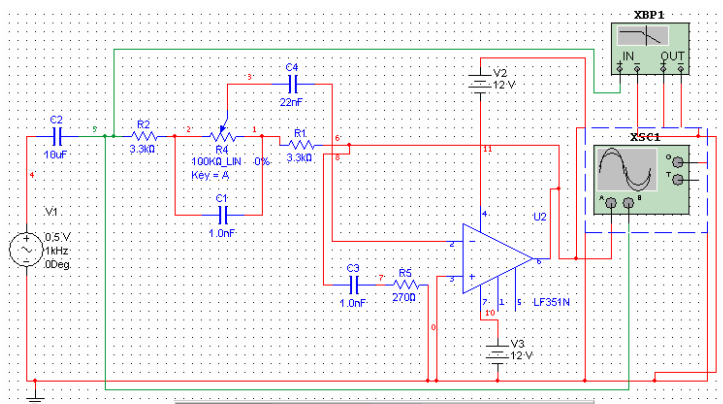 XBP1
IN OUT
XSC1
G
T
A B
V2
12 V
C4
22nF
3
C2
10uF
5
R2
3.3kΩ
2
R4
100KΩ_LIN 0%
Key = A
1
R1
3.3kΩ
6
8
C1
1.0nF
4
V1
0.5 V
1kHz
0Deg
11
4
U2
2
3
6
7
1
5
LF351N
10
C3
1.0nF
7
R5
270Ω
0
V3
12 V